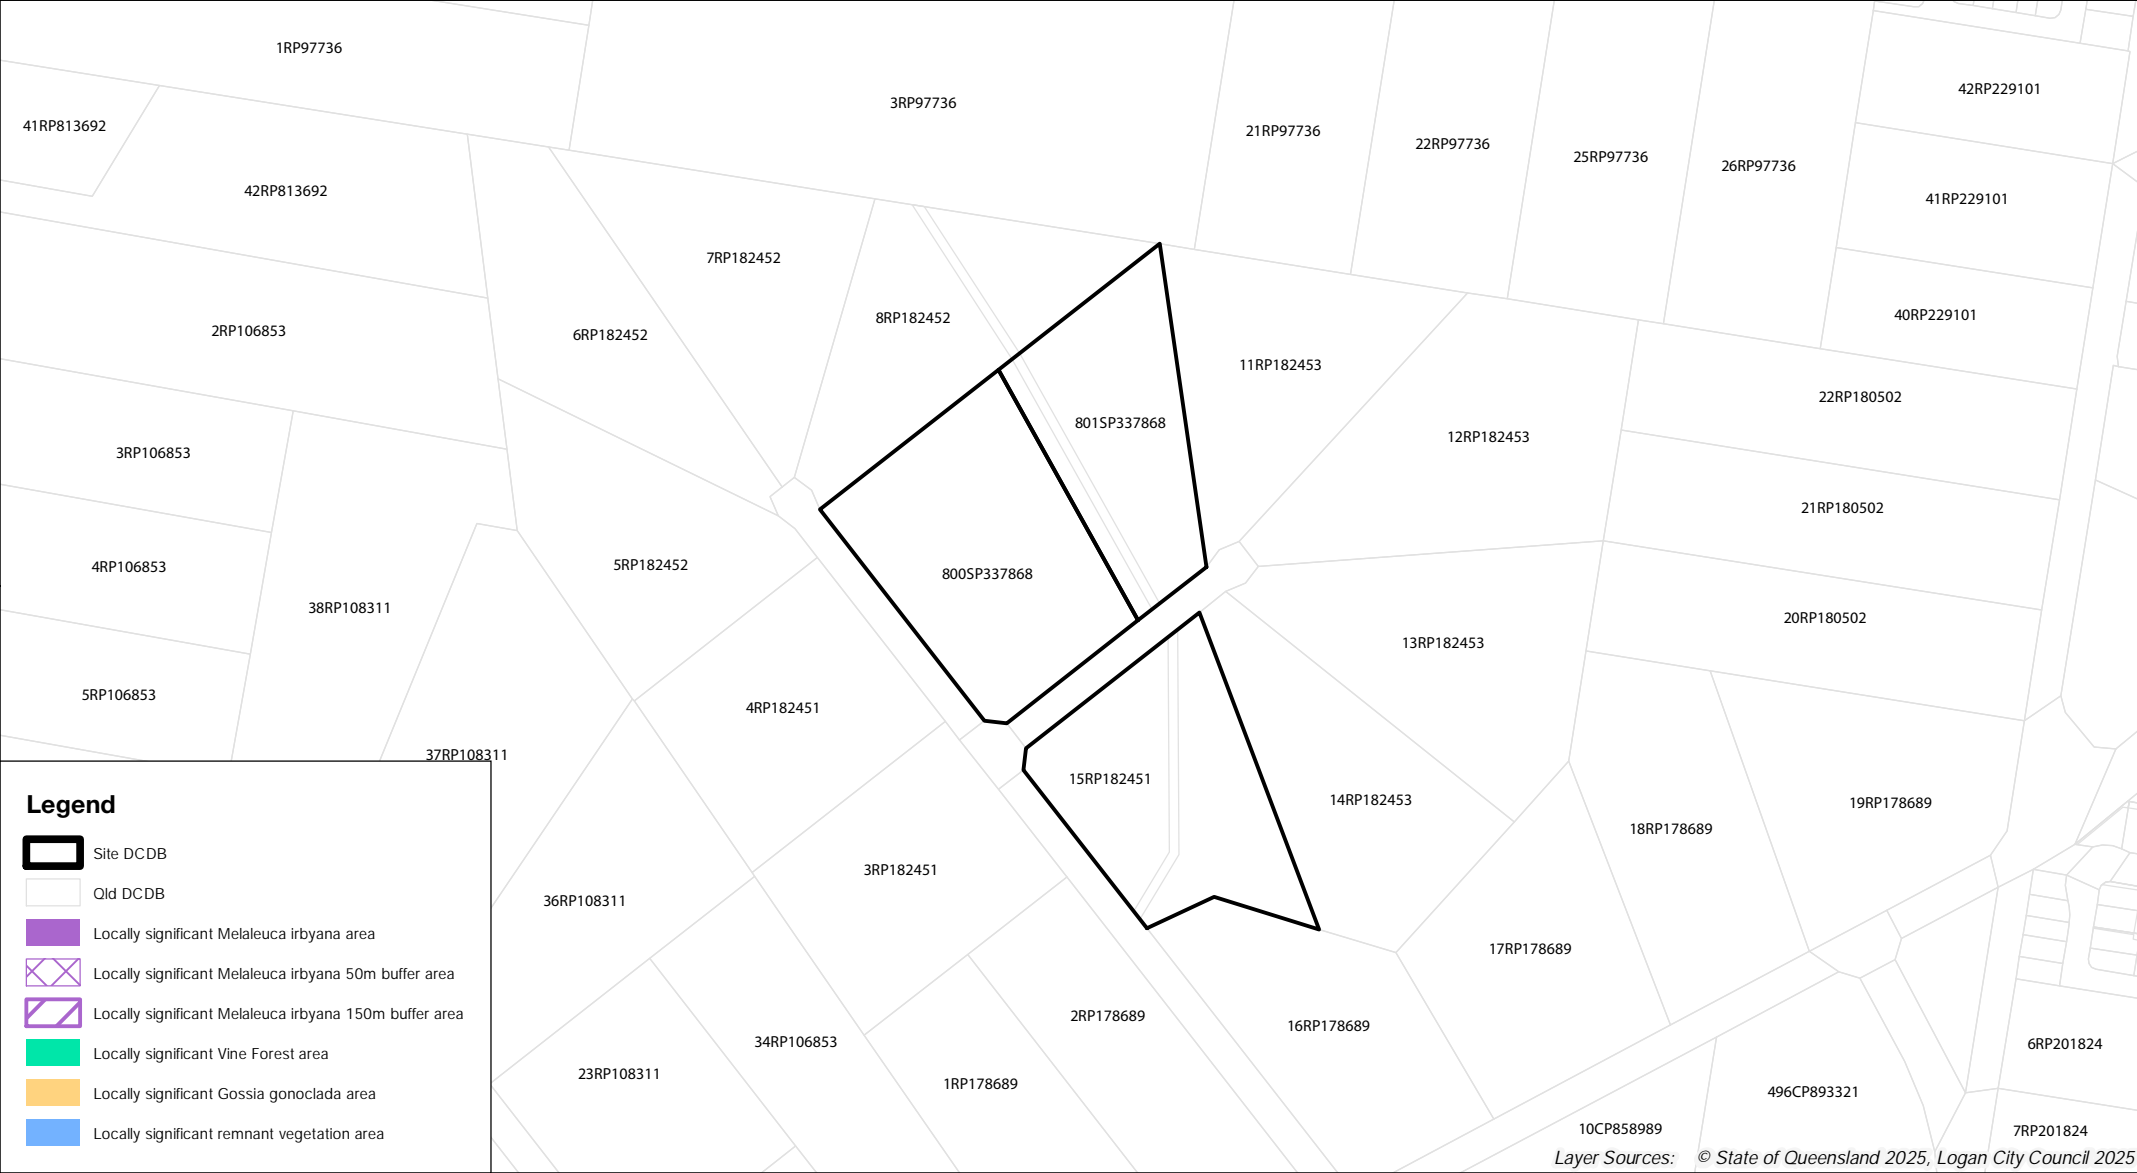 1RP97736
42RP229101
3RP97736
41RP813692
21RP97736
22RP97736
25RP97736
26RP97736
42RP813692
41RP229101
7RP182452
40RP229101
8RP182452
2RP106853
6RP182452
11RP182453
22RP180502
801SP337868
12RP182453
3RP106853
21RP180502
4RP106853
5RP182452
800SP337868
38RP108311
20RP180502
13RP182453
5RP106853
4RP182451
37RP108311
15RP182451
14RP182453
19RP178689
18RP178689
3RP182451
36RP108311
17RP178689
2RP178689
16RP178689
34RP106853
6RP201824
23RP108311
1RP178689
496CP893321
10CP858989
7RP201824
Legend
Site DCDB
Qld DCDB
Locally significant Melaleuca irbyana area
Locally significant Melaleuca irbyana 50m buffer area
Locally significant Melaleuca irbyana 150m buffer area
Locally significant Vine Forest area
Locally significant Gossia gonoclada area
Locally significant remnant vegetation area
Layer Sources: © State of Queensland 2025, Logan City Council 2025